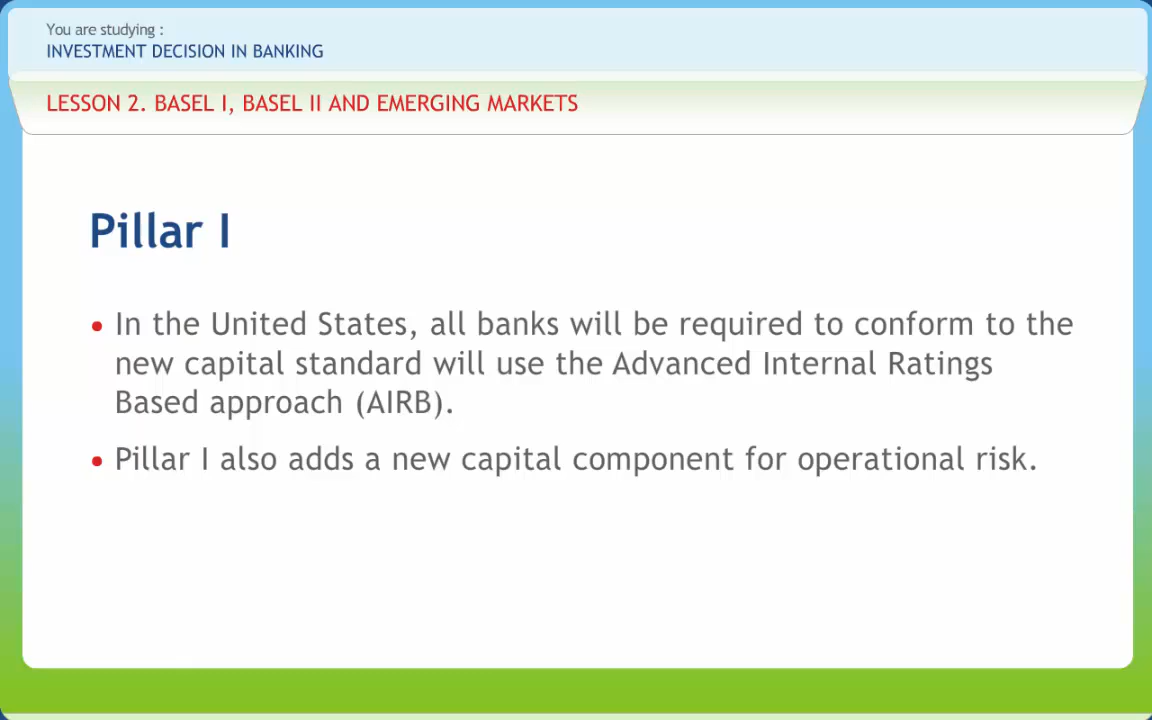 You are studying :
INVESTMENT DECISION IN BANKING
LESSON 2. BASEL I, BASEL II AND EMERGING MARKETS
Pillar I
• In the United States, all banks will be required to conform to the
new capital standard will use the Advanced Internal Ratings
Based approach (AIRB).
• Pillar I also adds a new capital component for operational risk.